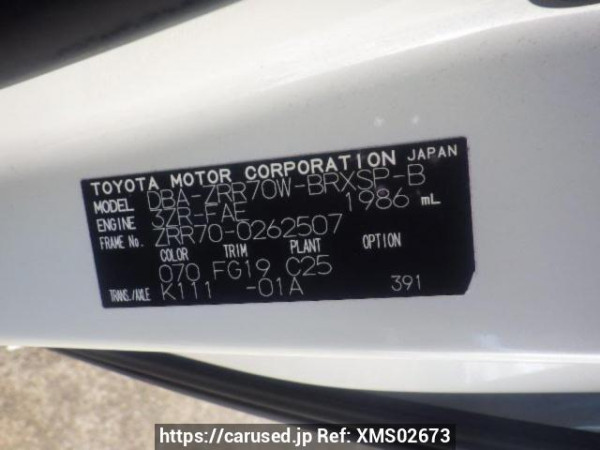 TOYOTA MOTOR CORPORATION JAPAN
MODEL DBA-ZRR70W-BRXSP-B
ENGINE 3ZR-FAE 1986 mL
FRAME No. ZRR70-0262507
COLOR TRIM PLANT OPTION
070 FG19 C25
TRANS./AXLE K111 -01A 391
https://carused.jp Ref: XMS02673